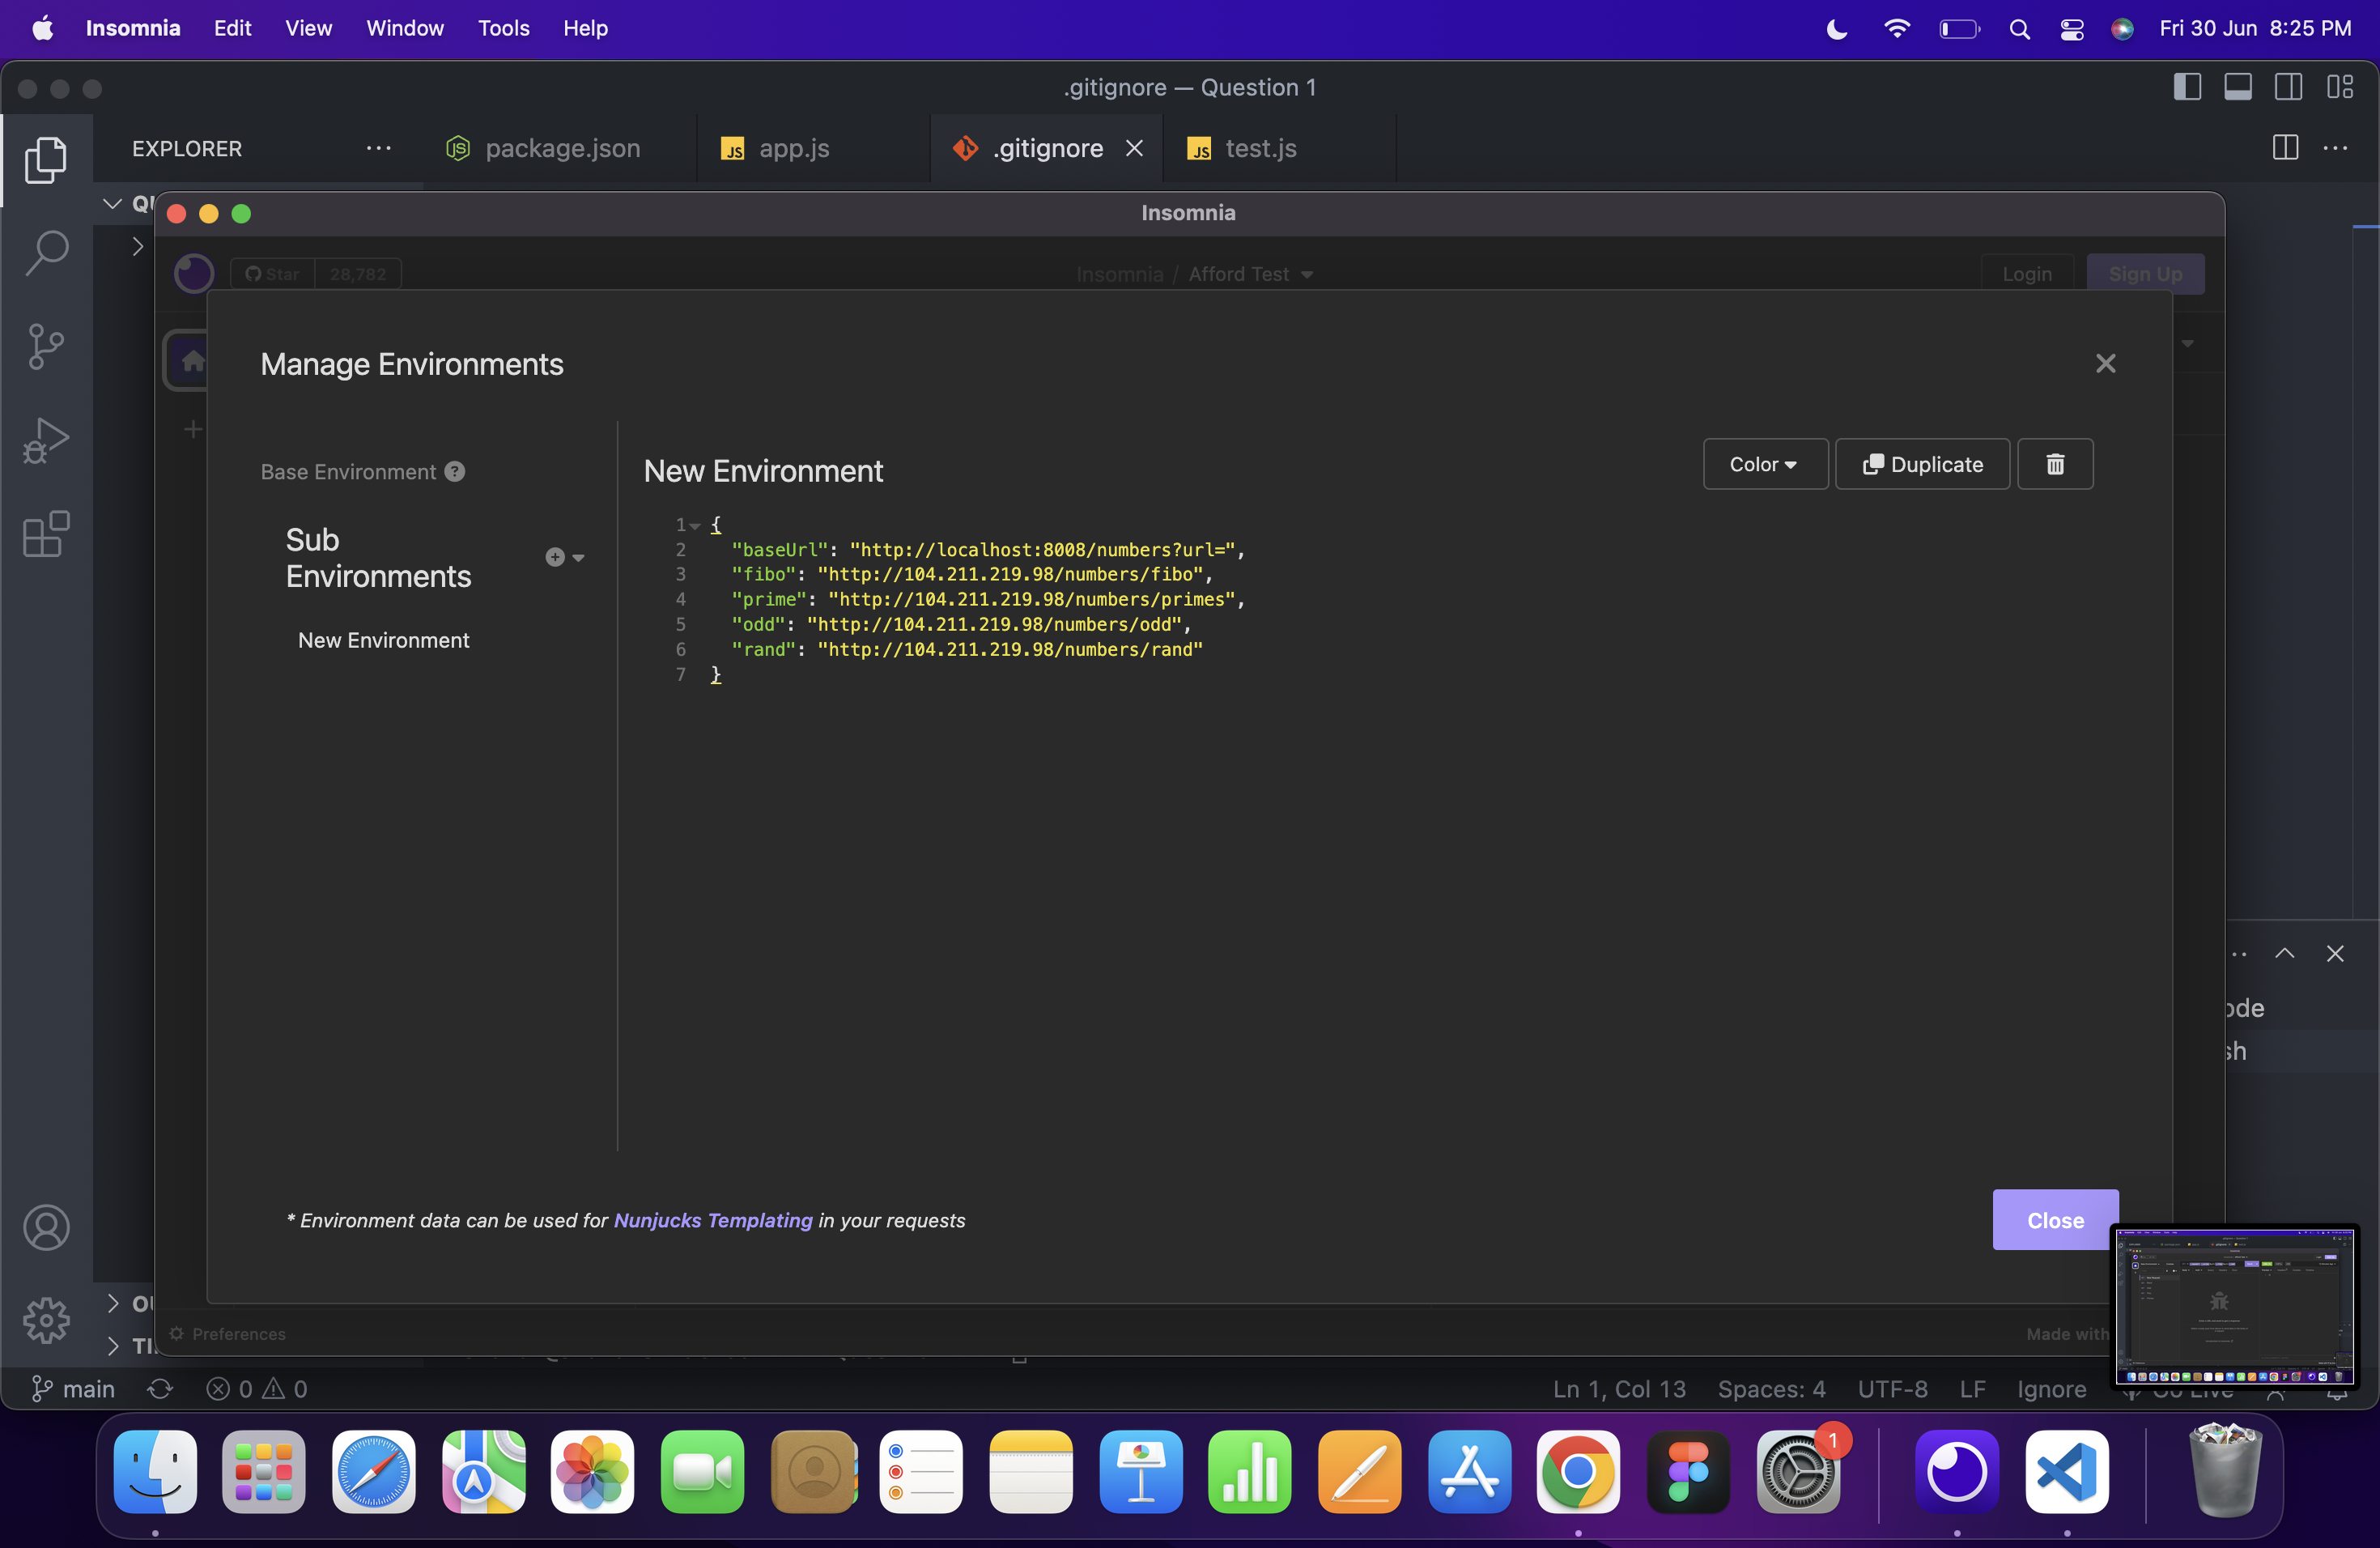 Insomnia Edit View Window Tools Help Fri 30 Jun 8:25 PM
.gitignore — Question 1
EXPLORER package.json JS app.js .gitignore JS test.js
Insomnia
Star 28,782 Insomnia / Afford Test Login Sign Up
Manage Environments
Base Environment ?
New Environment Color Duplicate
Sub
Environments
New Environment
1 {
2 "baseUrl": "http://localhost:8008/numbers?url=",
3 "fibo": "http://104.211.219.98/numbers/fibo",
4 "prime": "http://104.211.219.98/numbers/primes",
5 "odd": "http://104.211.219.98/numbers/odd",
6 "rand": "http://104.211.219.98/numbers/rand"
7 }
* Environment data can be used for Nunjucks Templating in your requests
Close
Preferences Made with
main 0 0 Ln 1, Col 13 Spaces: 4 UTF-8 LF Ignore
1